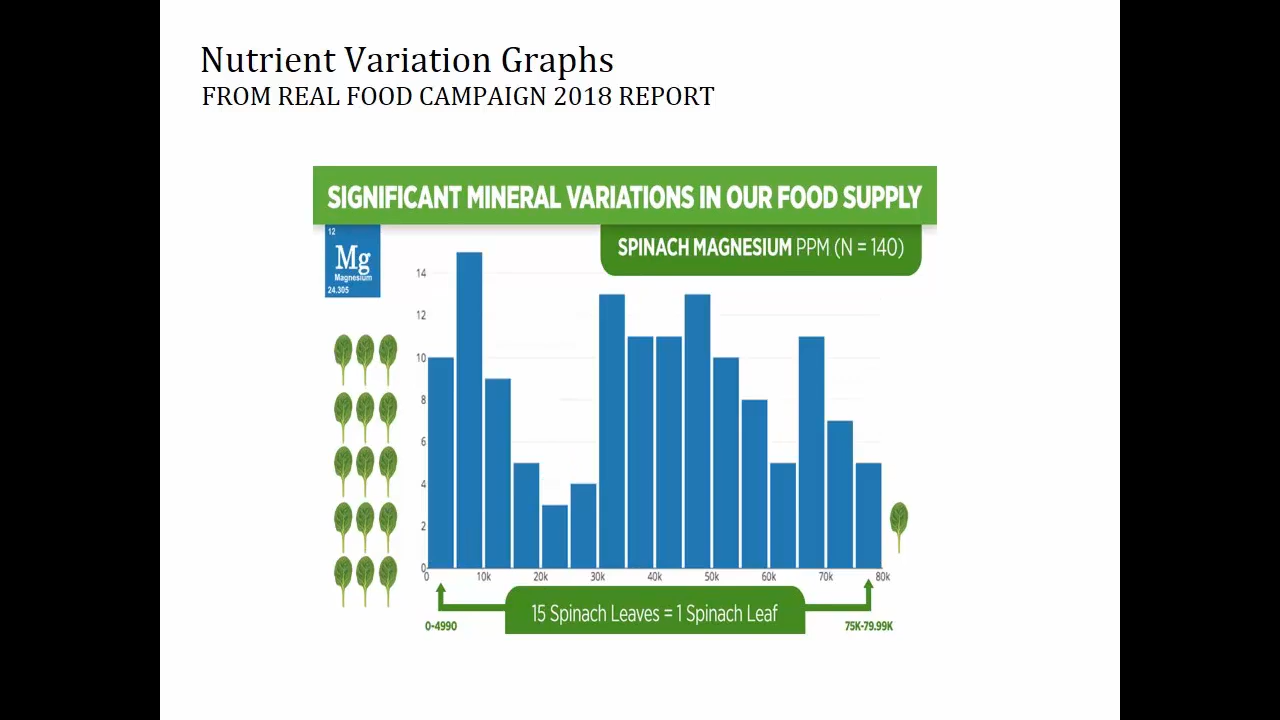 Nutrient Variation Graphs
FROM REAL FOOD CAMPAIGN 2018 REPORT
SIGNIFICANT MINERAL VARIATIONS IN OUR FOOD SUPPLY
12
Mg
Magnesium
24.305
SPINACH MAGNESIUM PPM (N = 140)
14
12
10
8
6
4
2
0
0 10k 20k 30k 40k 50k 60k 70k 80k
15 Spinach Leaves = 1 Spinach Leaf
0-4990 75K-79.99K